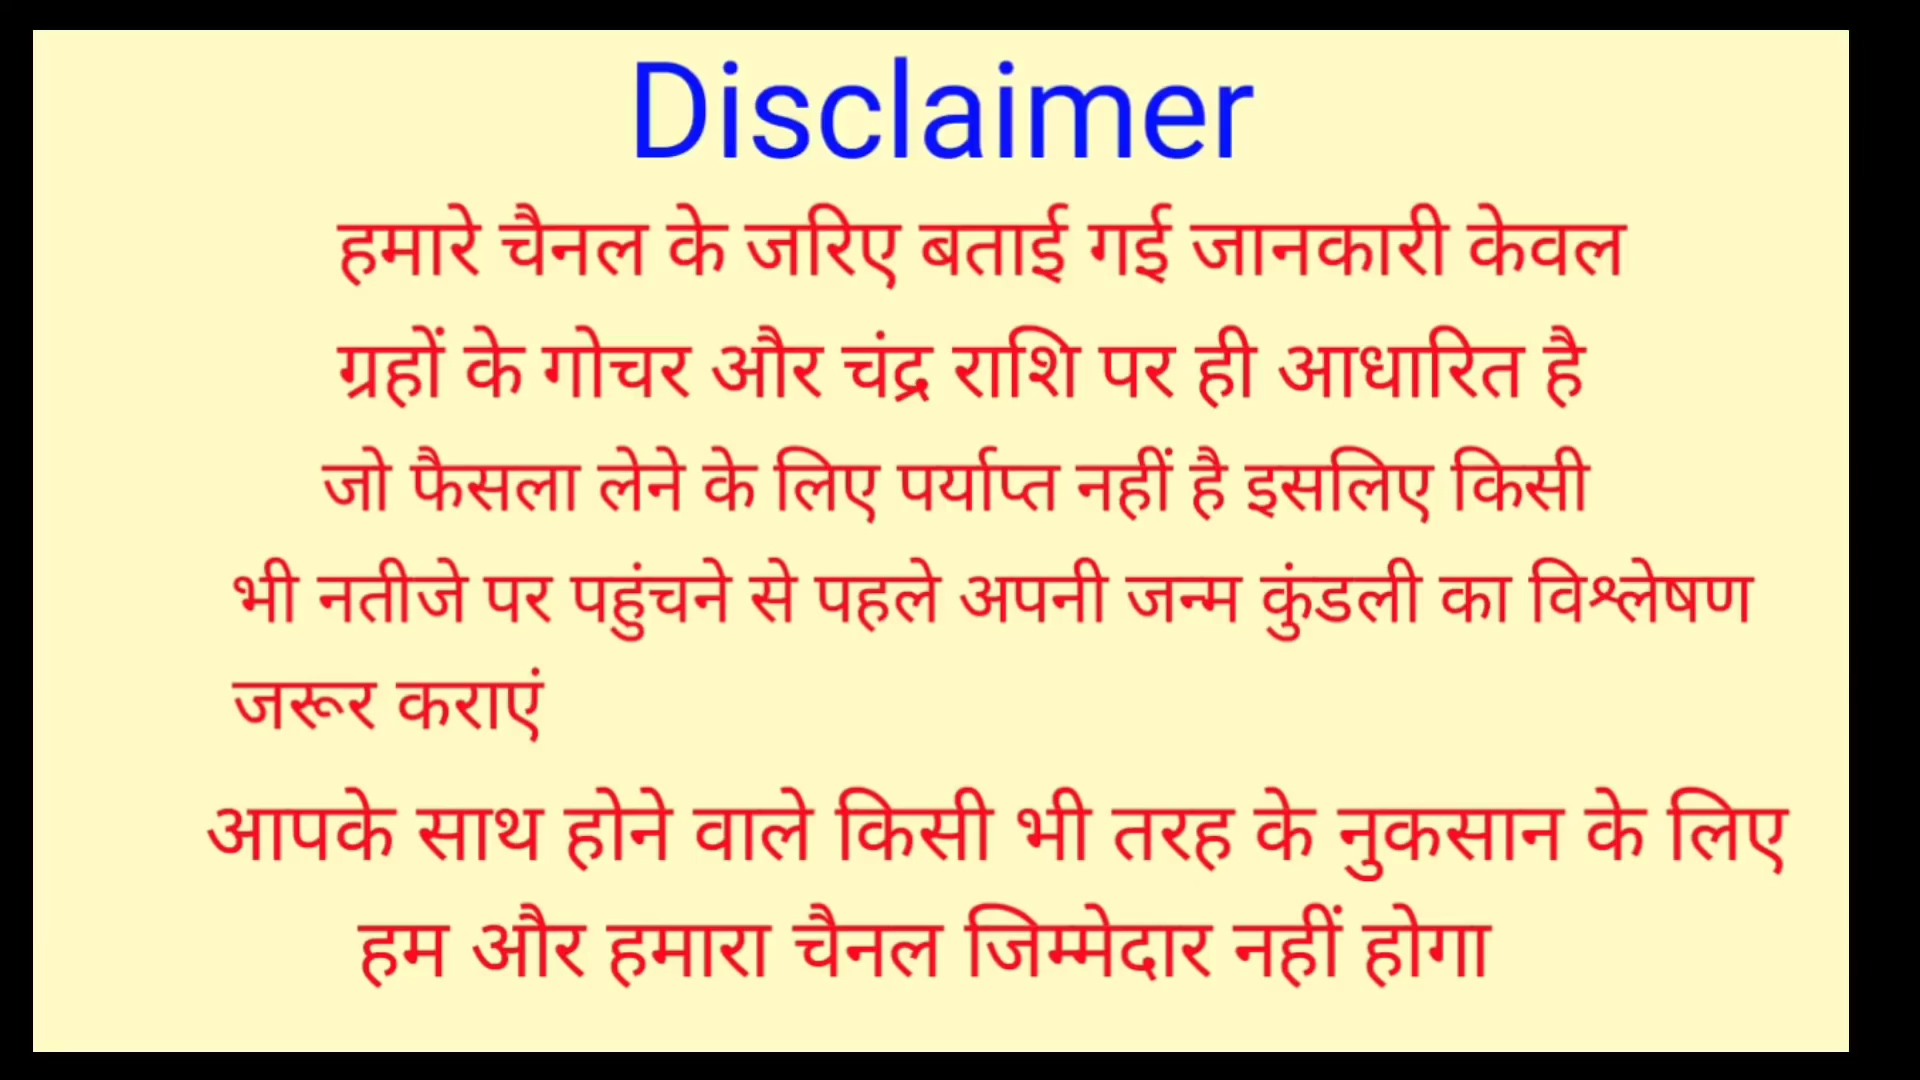 Disclaimer
हमारे चैनल के जरिए बताई गई जानकारी केवल
ग्रहों के गोचर और चंद्र राशि पर ही आधारित है
जो फैसला लेने के लिए पर्याप्त नहीं है इसलिए किसी
भी नतीजे पर पहुंचने से पहले अपनी जन्म कुंडली का विश्लेषण
जरूर कराएं
आपके साथ होने वाले किसी भी तरह के नुकसान के लिए
हम और हमारा चैनल जिम्मेदार नहीं होगा